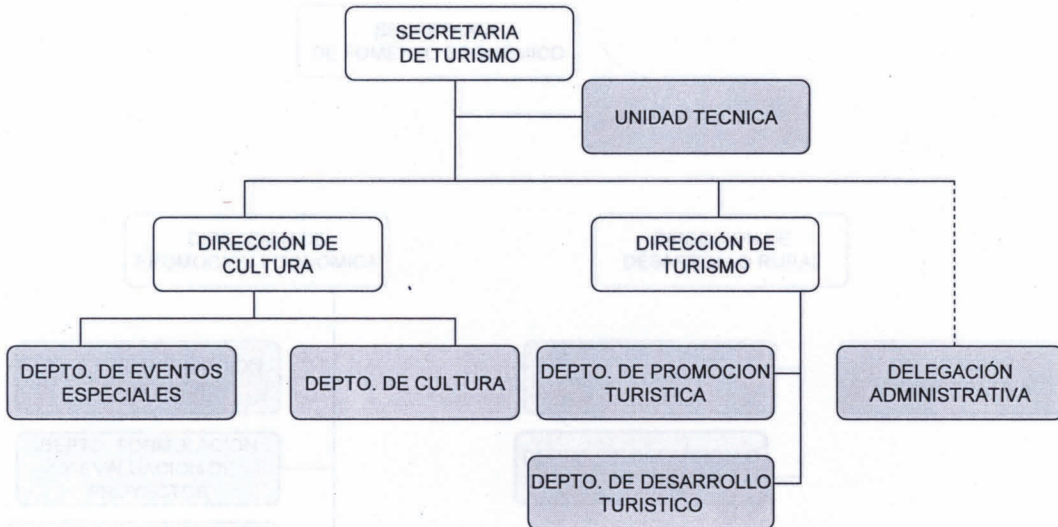 SECRETARIA
DE TURISMO
UNIDAD TECNICA
DIRECCIÓN DE
CULTURA
DIRECCIÓN DE
TURISMO
DEPTO. DE EVENTOS
ESPECIALES
DEPTO. DE CULTURA
DEPTO. DE PROMOCION
TURISTICA
DELEGACIÓN
ADMINISTRATIVA
DEPTO. DE DESARROLLO
TURISTICO